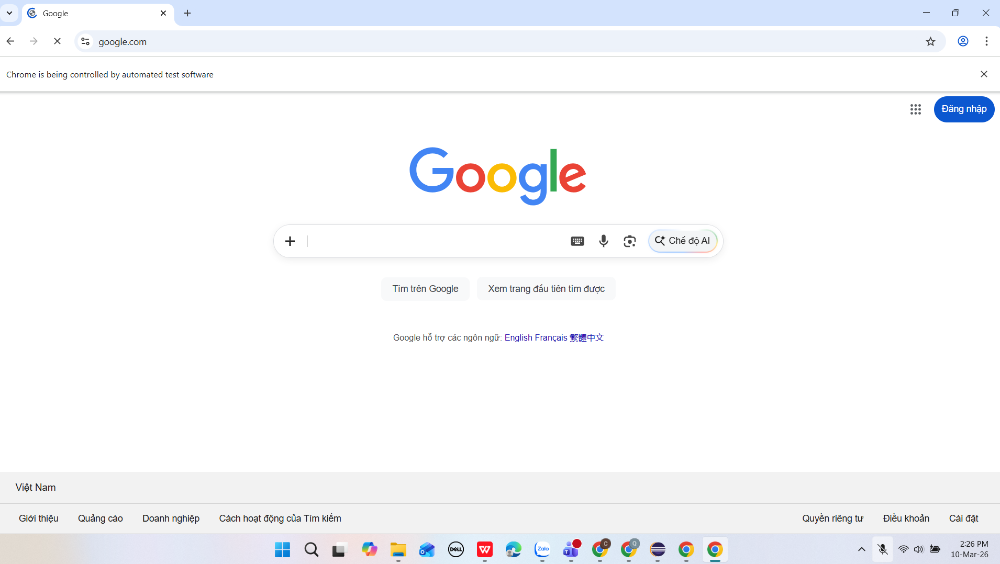 Google
google.com
Chrome is being controlled by automated test software
Đăng nhập
Google
Chế độ AI
Tìm trên Google
Xem trang đầu tiên tìm được
Google hỗ trợ các ngôn ngữ: English Français 繁體中文
Việt Nam
Giới thiệu
Quảng cáo
Doanh nghiệp
Cách hoạt động của Tìm kiếm
Quyền riêng tư
Điều khoản
Cài đặt
DELL
W
Zalo
T
C
Q
2:26 PM
10-Mar-26